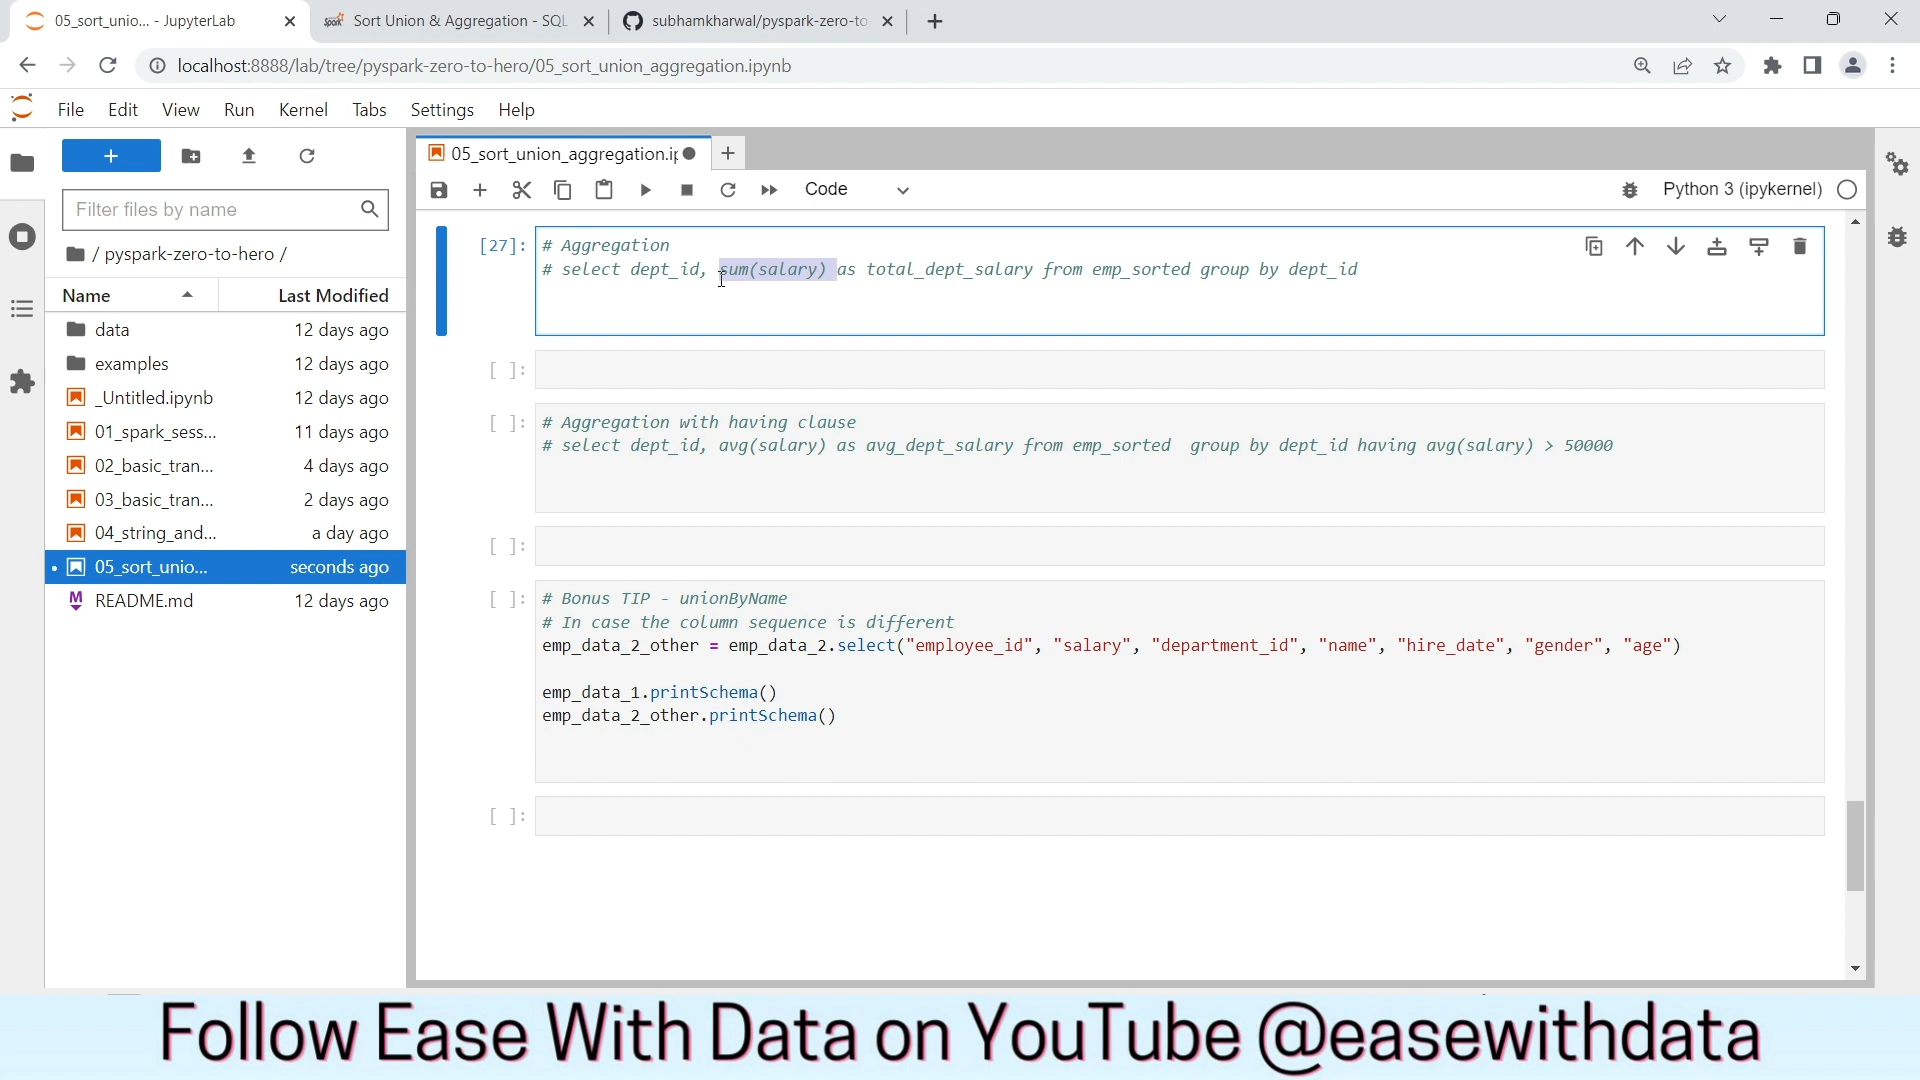 05_sort_unio... - JupyterLab
Sort Union & Aggregation - SQL
subhamkharwal/pyspark-zero-to-
localhost:8888/lab/tree/pyspark-zero-to-hero/05_sort_union_aggregation.ipynb
File Edit View Run Kernel Tabs Settings Help
05_sort_union_aggregation.ip
Code
Python 3 (ipykernel)
Filter files by name
/ pyspark-zero-to-hero /
Name Last Modified
data 12 days ago
examples 12 days ago
_Untitled.ipynb 12 days ago
01_spark_sess... 11 days ago
02_basic_tran... 4 days ago
03_basic_tran... 2 days ago
04_string_and... a day ago
05_sort_unio... seconds ago
README.md 12 days ago
[27]: # Aggregation
# select dept_id, sum(salary) as total_dept_salary from emp_sorted group by dept_id
[ ]:
[ ]: # Aggregation with having clause
# select dept_id, avg(salary) as avg_dept_salary from emp_sorted  group by dept_id having avg(salary) > 50000
[ ]:
[ ]: # Bonus TIP - unionByName
# In case the column sequence is different
emp_data_2_other = emp_data_2.select("employee_id", "salary", "department_id", "name", "hire_date", "gender", "age")
emp_data_1.printSchema()
emp_data_2_other.printSchema()
[ ]:
Follow Ease With Data on YouTube @easewithdata